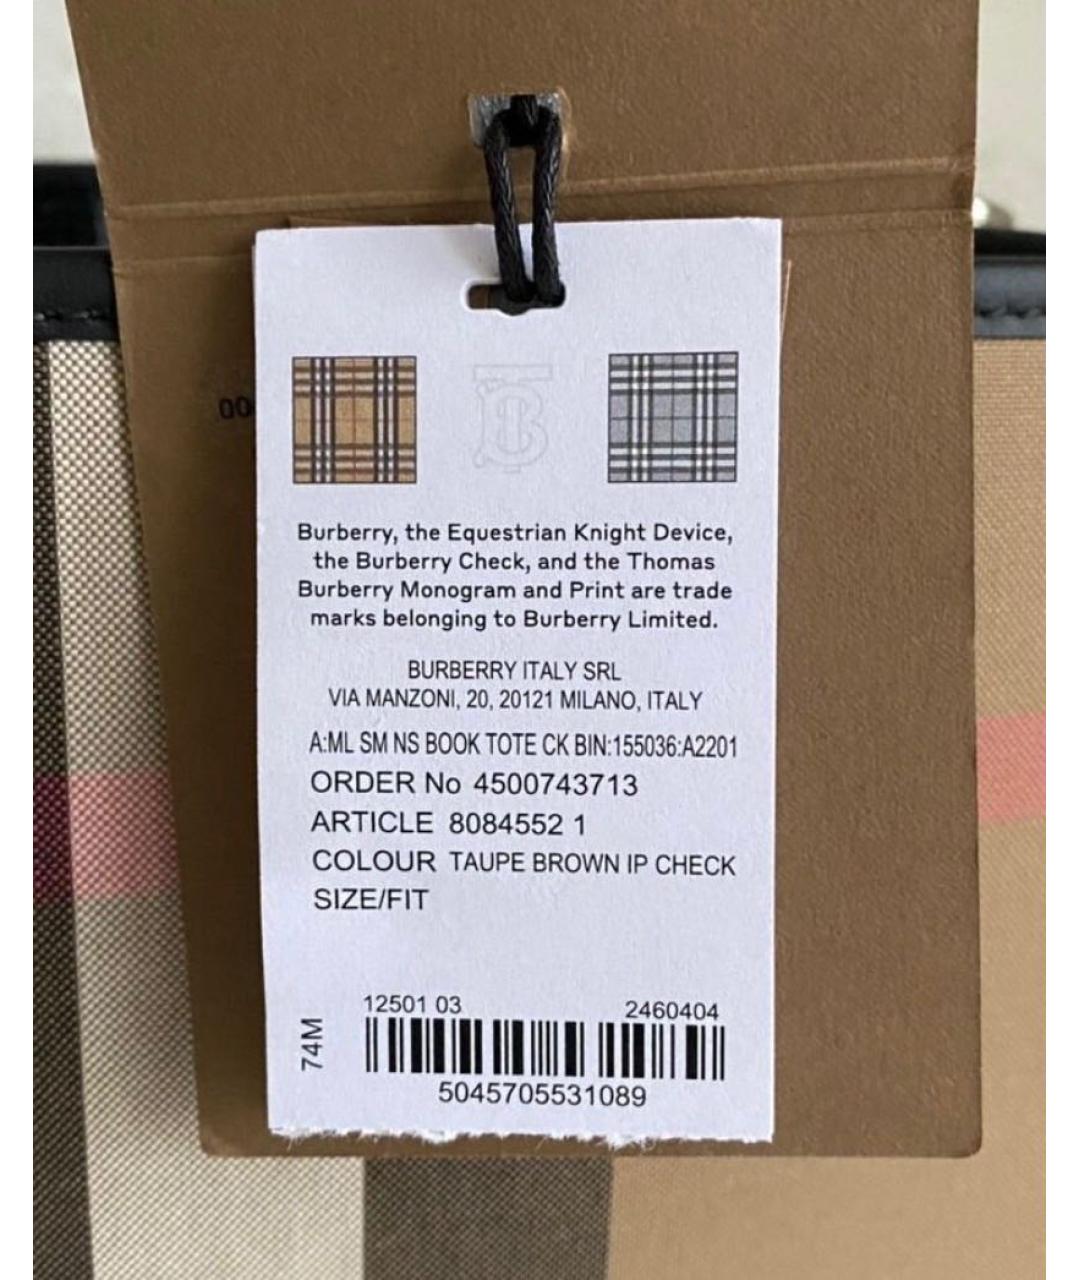 00
Burberry, the Equestrian Knight Device,
the Burberry Check, and the Thomas
Burberry Monogram and Print are trade
marks belonging to Burberry Limited.
BURBERRY ITALY SRL
VIA MANZONI, 20, 20121 MILANO, ITALY
A:ML SM NS BOOK TOTE CK BIN:155036:A2201
ORDER No 4500743713
ARTICLE 8084552 1
COLOUR TAUPE BROWN IP CHECK
SIZE/FIT
12501 03 2460404
74M
5045705531089